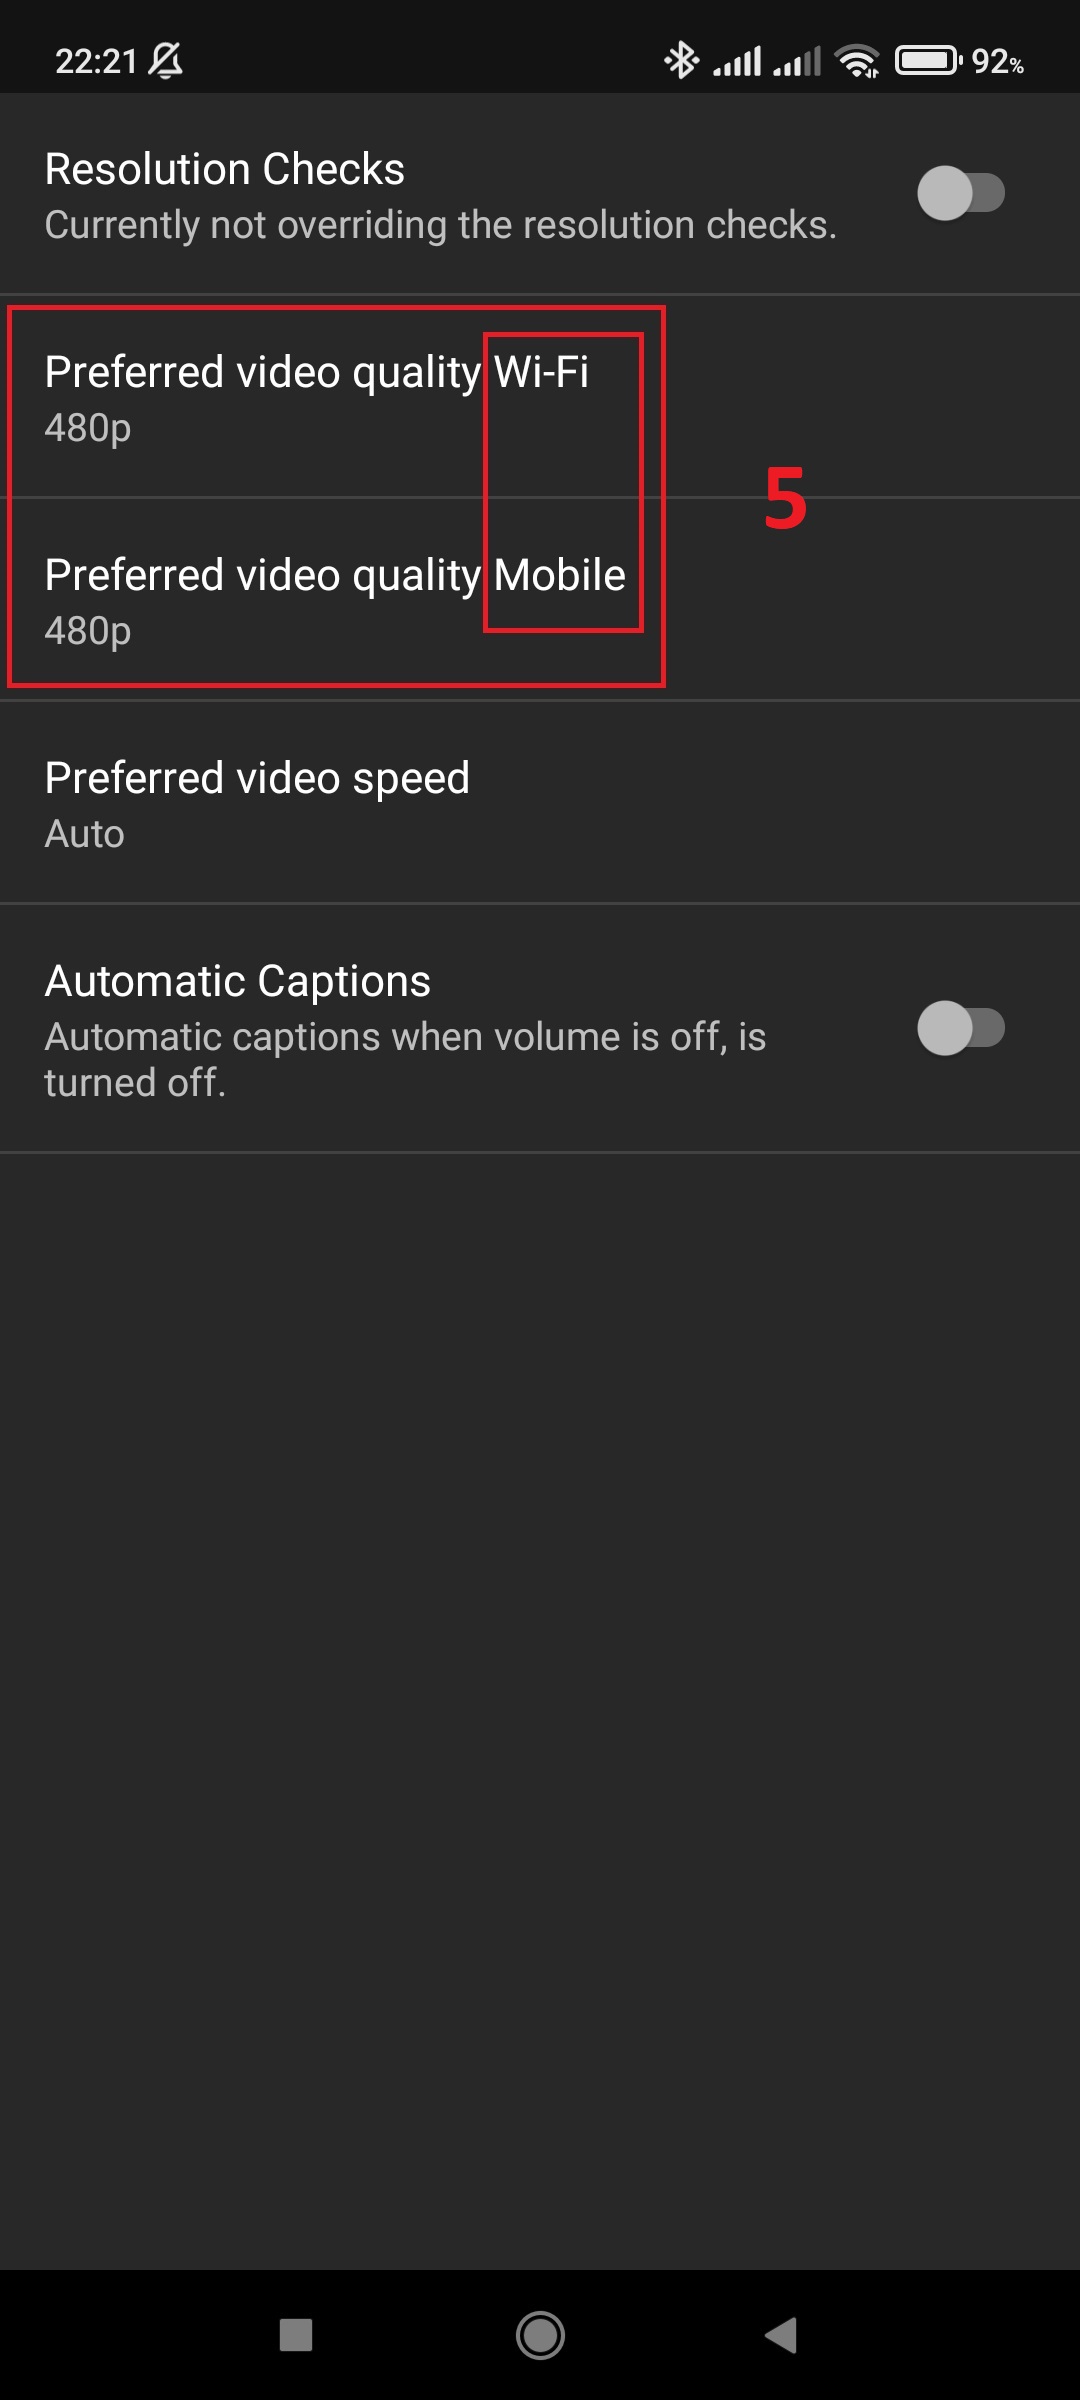 22:21 92%
Resolution Checks
Currently not overriding the resolution checks.
Preferred video quality Wi-Fi
480p
5
Preferred video quality Mobile
480p
Preferred video speed
Auto
Automatic Captions
Automatic captions when volume is off, is
turned off.